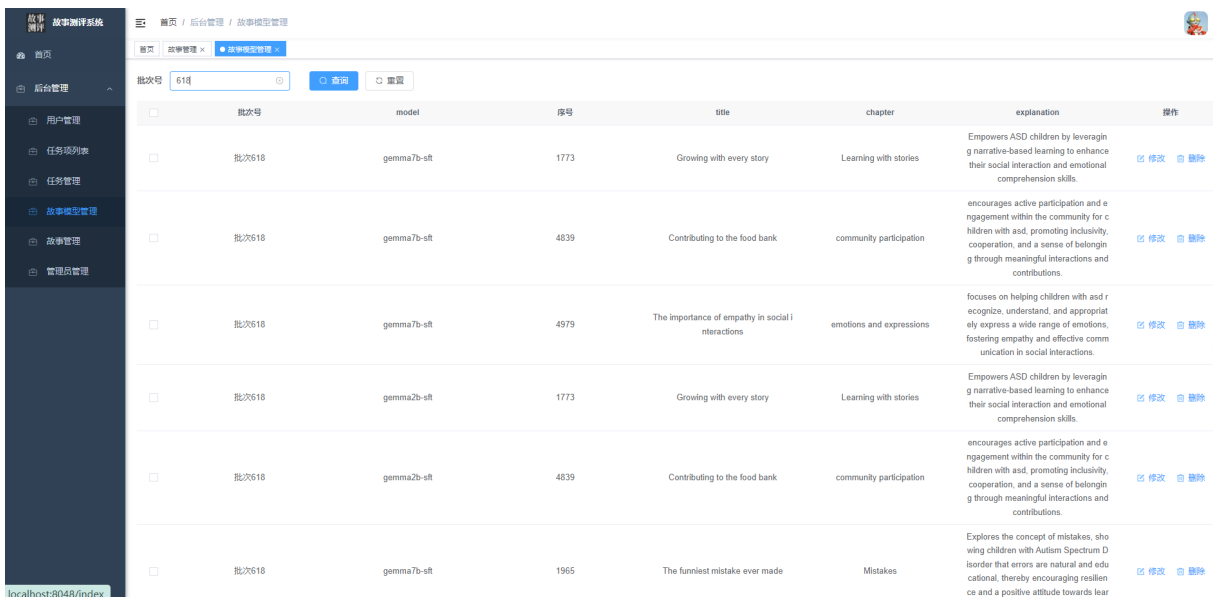 故事测评 故事测评系统
首页 / 后台管理 / 故事模型管理
首页
首页 故事管理 × 故事模型管理 ×
后台管理
批次号 618 查询 重置
用户管理
任务项列表
任务管理
故事模型管理
故事管理
管理员管理
批次号 model 序号 title chapter explanation 操作
批次618 gemma7b-sft 1773 Growing with every story Learning with stories
Empowers ASD children by leveragin
g narrative-based learning to enhance
their social interaction and emotional
comprehension skills.
修改 删除
批次618 gemma7b-sft 4839 Contributing to the food bank community participation
encourages active participation and e
ngagement within the community for c
hildren with asd, promoting inclusivity,
cooperation, and a sense of belongin
g through meaningful interactions and
contributions.
修改 删除
批次618 gemma7b-sft 4979
The importance of empathy in social i
nteractions
emotions and expressions
focuses on helping children with asd r
ecognize, understand, and appropriat
ely express a wide range of emotions,
fostering empathy and effective comm
unication in social interactions.
修改 删除
批次618 gemma2b-sft 1773 Growing with every story Learning with stories
Empowers ASD children by leveragin
g narrative-based learning to enhance
their social interaction and emotional
comprehension skills.
修改 删除
批次618 gemma2b-sft 4839 Contributing to the food bank community participation
encourages active participation and e
ngagement within the community for c
hildren with asd, promoting inclusivity,
cooperation, and a sense of belongin
g through meaningful interactions and
contributions.
修改 删除
批次618 gemma7b-sft 1965 The funniest mistake ever made Mistakes
Explores the concept of mistakes, sho
wing children with Autism Spectrum D
isorder that errors are natural and edu
cational, thereby encouraging resilien
ce and a positive attitude towards lear
修改 删除
localhost:8048/index